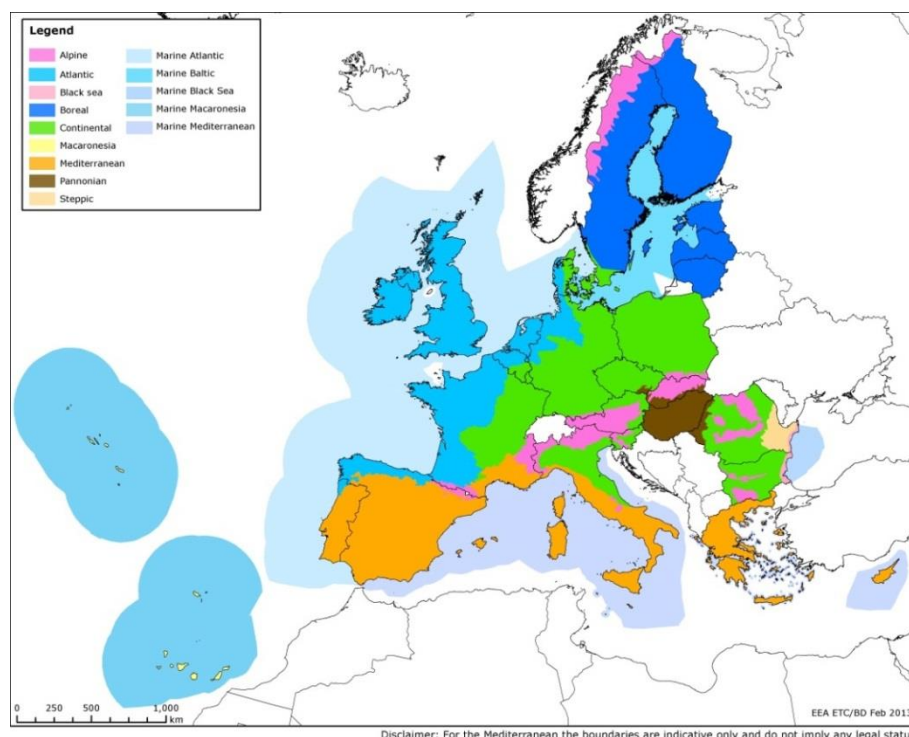 Legend
Alpine
Atlantic
Black sea
Boreal
Continental
Macaronesia
Mediterranean
Pannonian
Steppic
Marine Atlantic
Marine Baltic
Marine Black Sea
Marine Macaronesia
Marine Mediterranean
0 250 500 1,000
km
EEA ETC/BD Feb 2013
Disclaimer: For the Mediterranean the boundaries are indicative only and do not imply any legal statu